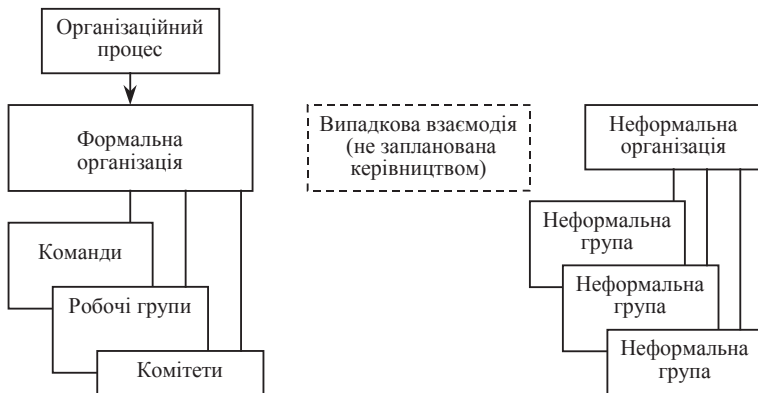 Організаційний
процес
Формальна
організація
Випадкова взаємодія
(не запланована
керівництвом)
Неформальна
організація
Команди
Робочі групи
Комітети
Неформальна
група
Неформальна
група
Неформальна
група